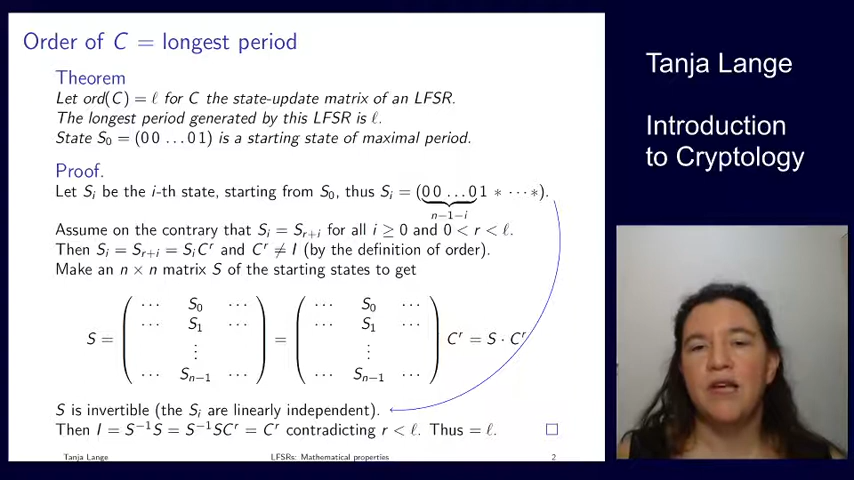 Order of C = longest period
Theorem
Let ord(C) = ℓ for C the state-update matrix of an LFSR.
The longest period generated by this LFSR is ℓ.
State S₀ = (0 0 … 0 1) is a starting state of maximal period.
Proof.
Let Sᵢ be the i-th state, starting from S₀, thus Sᵢ = (0 0 … 0 1 * ⋯ *).
n−1−i
Assume on the contrary that Sᵢ = Sᵣ₊ᵢ for all i ≥ 0 and 0 < r < ℓ.
Then Sᵢ = Sᵣ₊ᵢ = SᵢCʳ and Cʳ ≠ I (by the definition of order).
Make an n × n matrix S of the starting states to get
⋯ S₀ ⋯ ⋯ S₀ ⋯
⋯ S₁ ⋯ ⋯ S₁ ⋯
S = ⋮ = ⋮ Cʳ = S · Cʳ
⋯ Sₙ₋₁ ⋯ ⋯ Sₙ₋₁ ⋯
S is invertible (the Sᵢ are linearly independent).
Then I = S⁻¹S = S⁻¹SCʳ = Cʳ contradicting r < ℓ. Thus = ℓ. □
Tanja Lange LFSRs: Mathematical properties 2
Tanja Lange
Introduction
to Cryptology